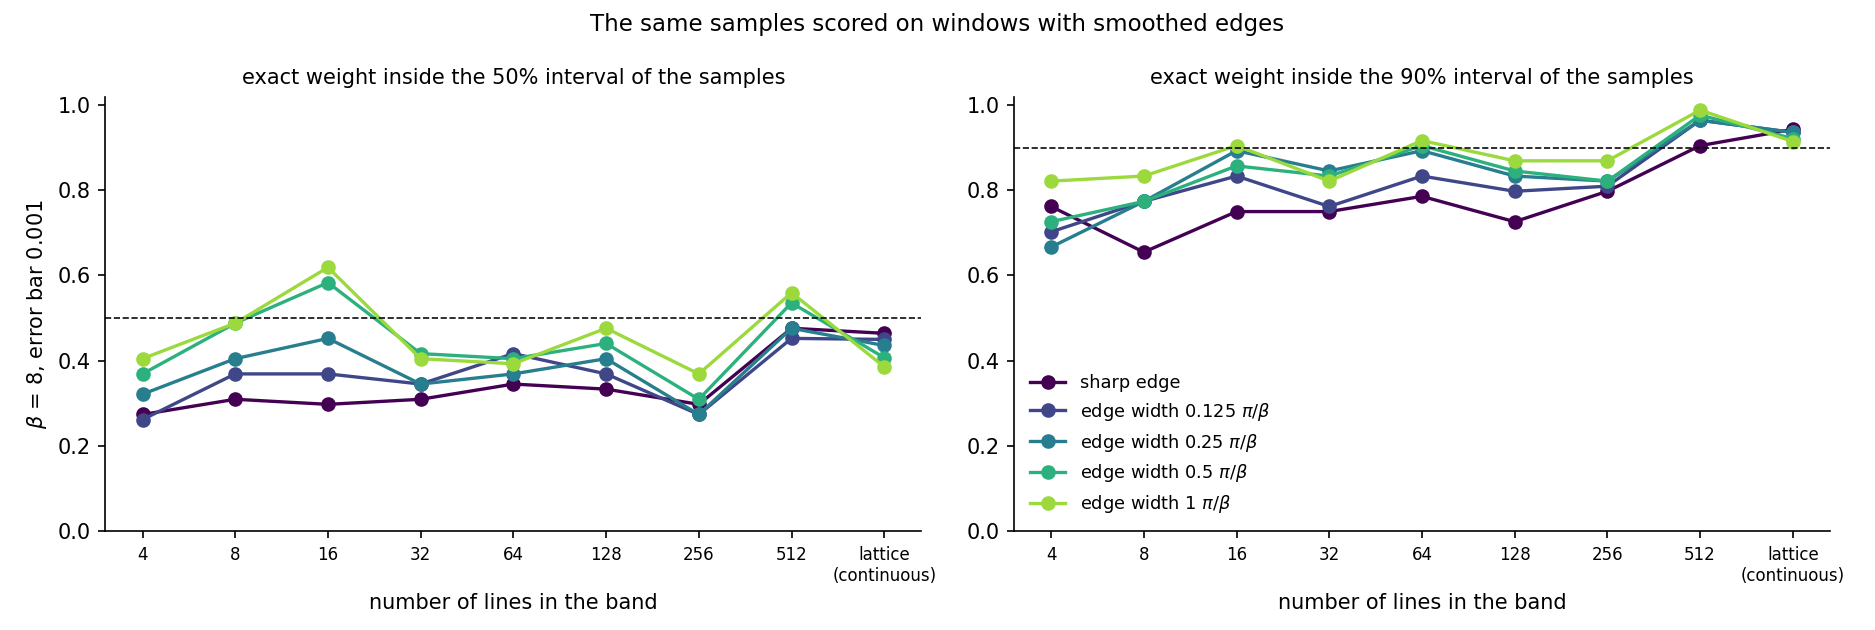 The same samples scored on windows with smoothed edges
exact weight inside the 50% interval of the samples
β = 8, error bar 0.001
1.0
0.8
0.6
0.4
0.2
0.0
4 8 16 32 64 128 256 512 lattice
(continuous)
number of lines in the band
exact weight inside the 90% interval of the samples
1.0
0.8
0.6
0.4
0.2
0.0
sharp edge
edge width 0.125 π/β
edge width 0.25 π/β
edge width 0.5 π/β
edge width 1 π/β
4 8 16 32 64 128 256 512 lattice
(continuous)
number of lines in the band